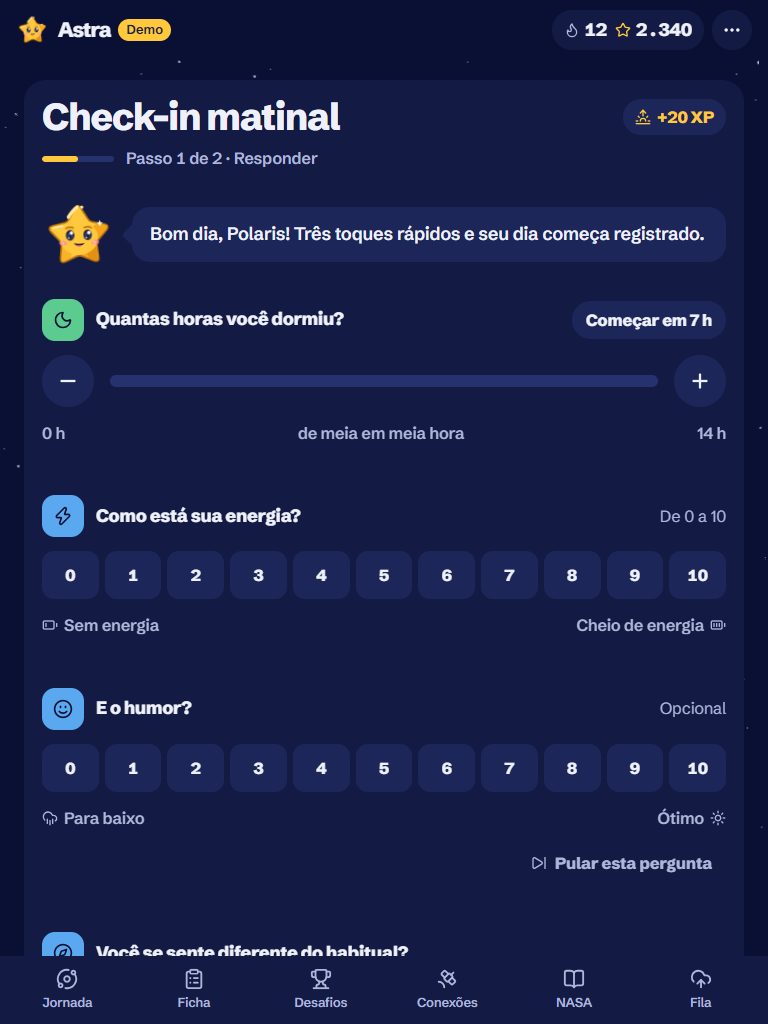 Astra Demo 12 2.340
Check-in matinal +20 XP
Passo 1 de 2 · Responder
Bom dia, Polaris! Três toques rápidos e seu dia começa registrado.
Quantas horas você dormiu? Começar em 7 h
0 h de meia em meia hora 14 h
Como está sua energia? De 0 a 10
0 1 2 3 4 5 6 7 8 9 10
Sem energia Cheio de energia
E o humor? Opcional
0 1 2 3 4 5 6 7 8 9 10
Para baixo Ótimo
Pular esta pergunta
Você se sente diferente do habitual?
Jornada Ficha Desafios Conexões NASA Fila